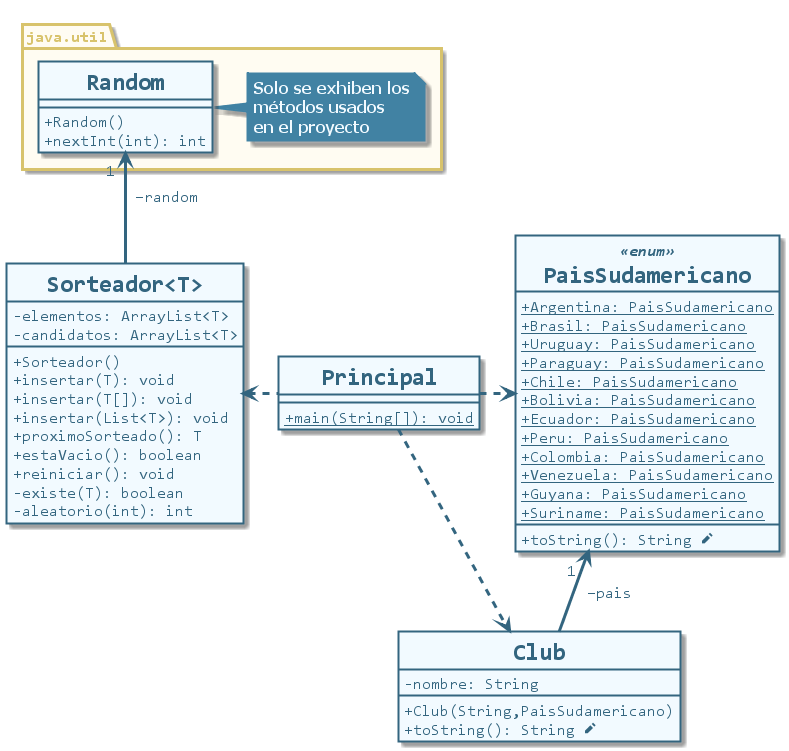 java.util
Random
+Random()
+nextInt(int): int
Solo se exhiben los
métodos usados
en el proyecto
1
-random
Sorteador<T>
-elementos: ArrayList<T>
-candidatos: ArrayList<T>
+Sorteador()
+insertar(T): void
+insertar(T[]): void
+insertar(List<T>): void
+proximoSorteado(): T
+estaVacio(): boolean
+reiniciar(): void
-existe(T): boolean
-aleatorio(int): int
Principal
+main(String[]): void
«enum»
PaisSudamericano
+Argentina: PaisSudamericano
+Brasil: PaisSudamericano
+Uruguay: PaisSudamericano
+Paraguay: PaisSudamericano
+Chile: PaisSudamericano
+Bolivia: PaisSudamericano
+Ecuador: PaisSudamericano
+Peru: PaisSudamericano
+Colombia: PaisSudamericano
+Venezuela: PaisSudamericano
+Guyana: PaisSudamericano
+Suriname: PaisSudamericano
+toString(): String
1
-pais
Club
-nombre: String
+Club(String,PaisSudamericano)
+toString(): String